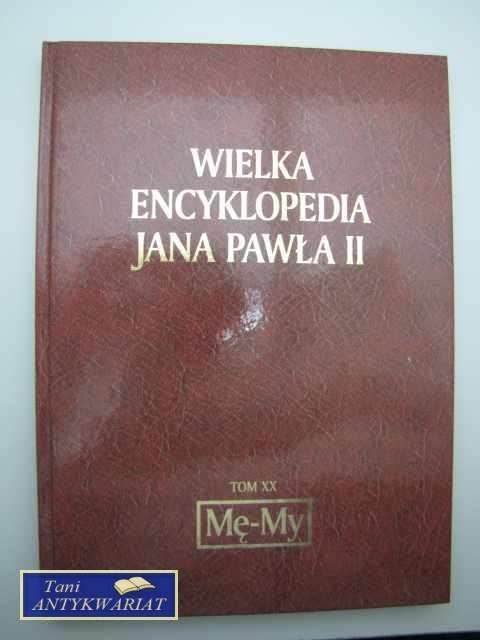 WIELKA
ENCYKLOPEDIA
JANA PAWŁA II
TOM XX
Mę-My
Tani
ANTYKWARIAT